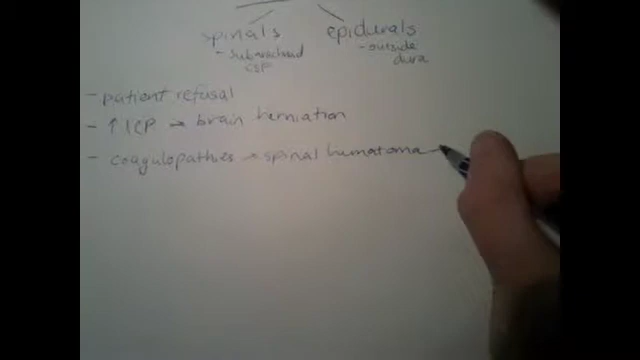 spinals epidurals
- subarachnoid - outside
CSF dura
- patient refusal
- ↑ ICP → brain herniation
- coagulopathies → spinal hematoma